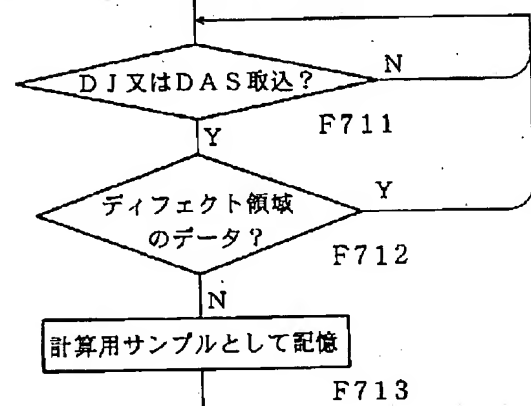 DJ又はDAS取込？
N
F711
Y
ディフェクト領域
のデータ？
Y
F712
N
計算用サンプルとして記憶
F713